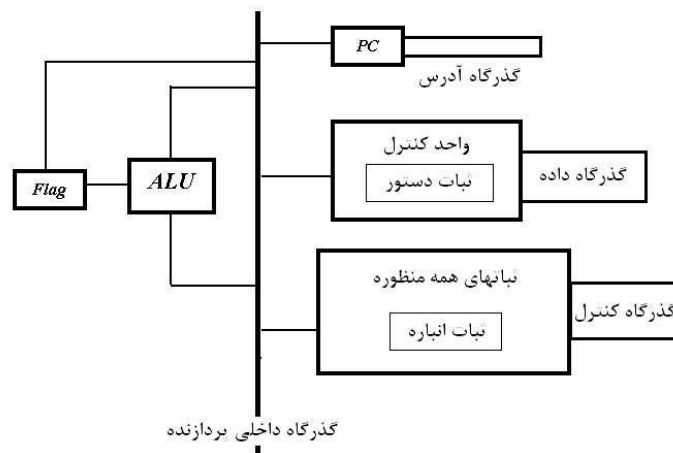 PC
گذرگاه آدرس
واحد کنترل
ثبات دستور
گذرگاه داده
Flag
ALU
ثباتهای همه منظوره
ثبات انباره
گذرگاه کنترل
گذرگاه داخلی پردازنده